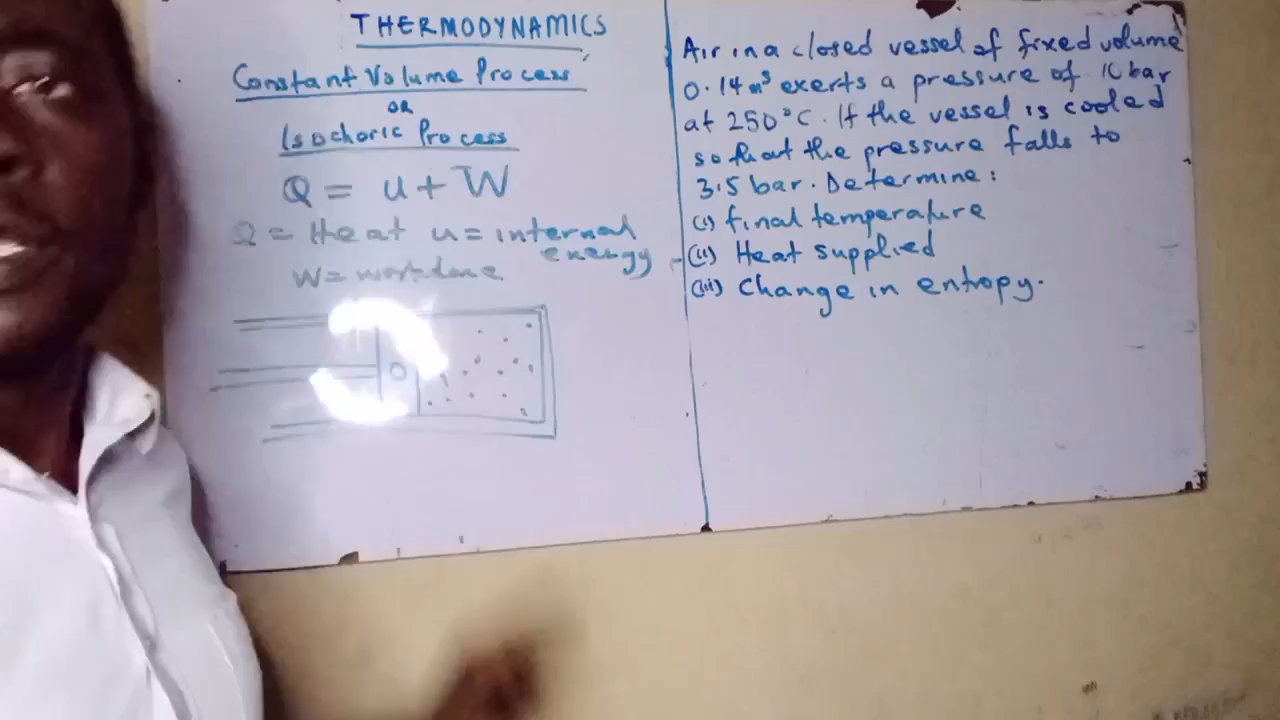 THERMODYNAMICS
Constant Volume Process
OR
Isochoric Process
Q = u + W
Q = Heat u = internal
energy
W = workdone
Air in a closed vessel of fixed volume
0.14 m³ exerts a pressure of 10 bar
at 250°C. If the vessel is cooled
so that the pressure falls to
3.5 bar. Determine:
(i) final temperature
(ii) Heat supplied
(iii) change in entropy.